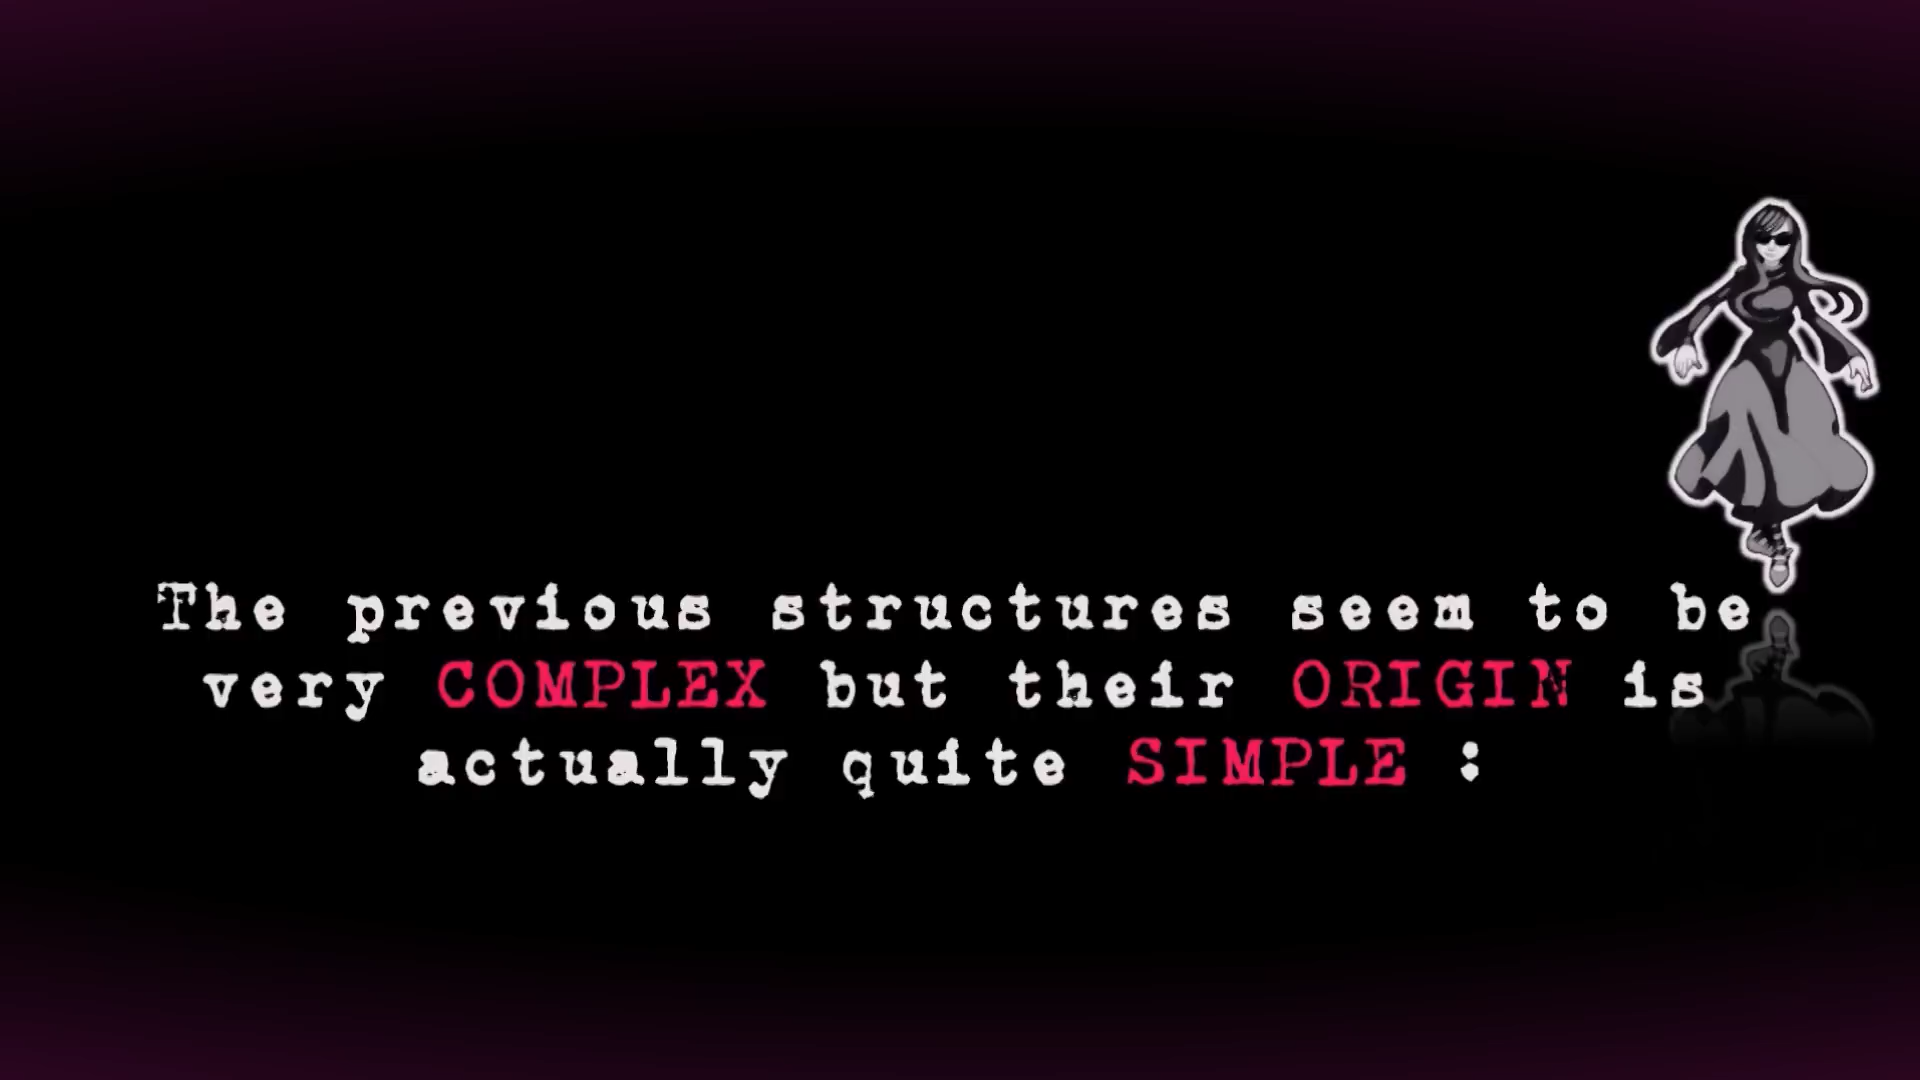 The previous structures seem to be
very COMPLEX but their ORIGIN is
actually quite SIMPLE :